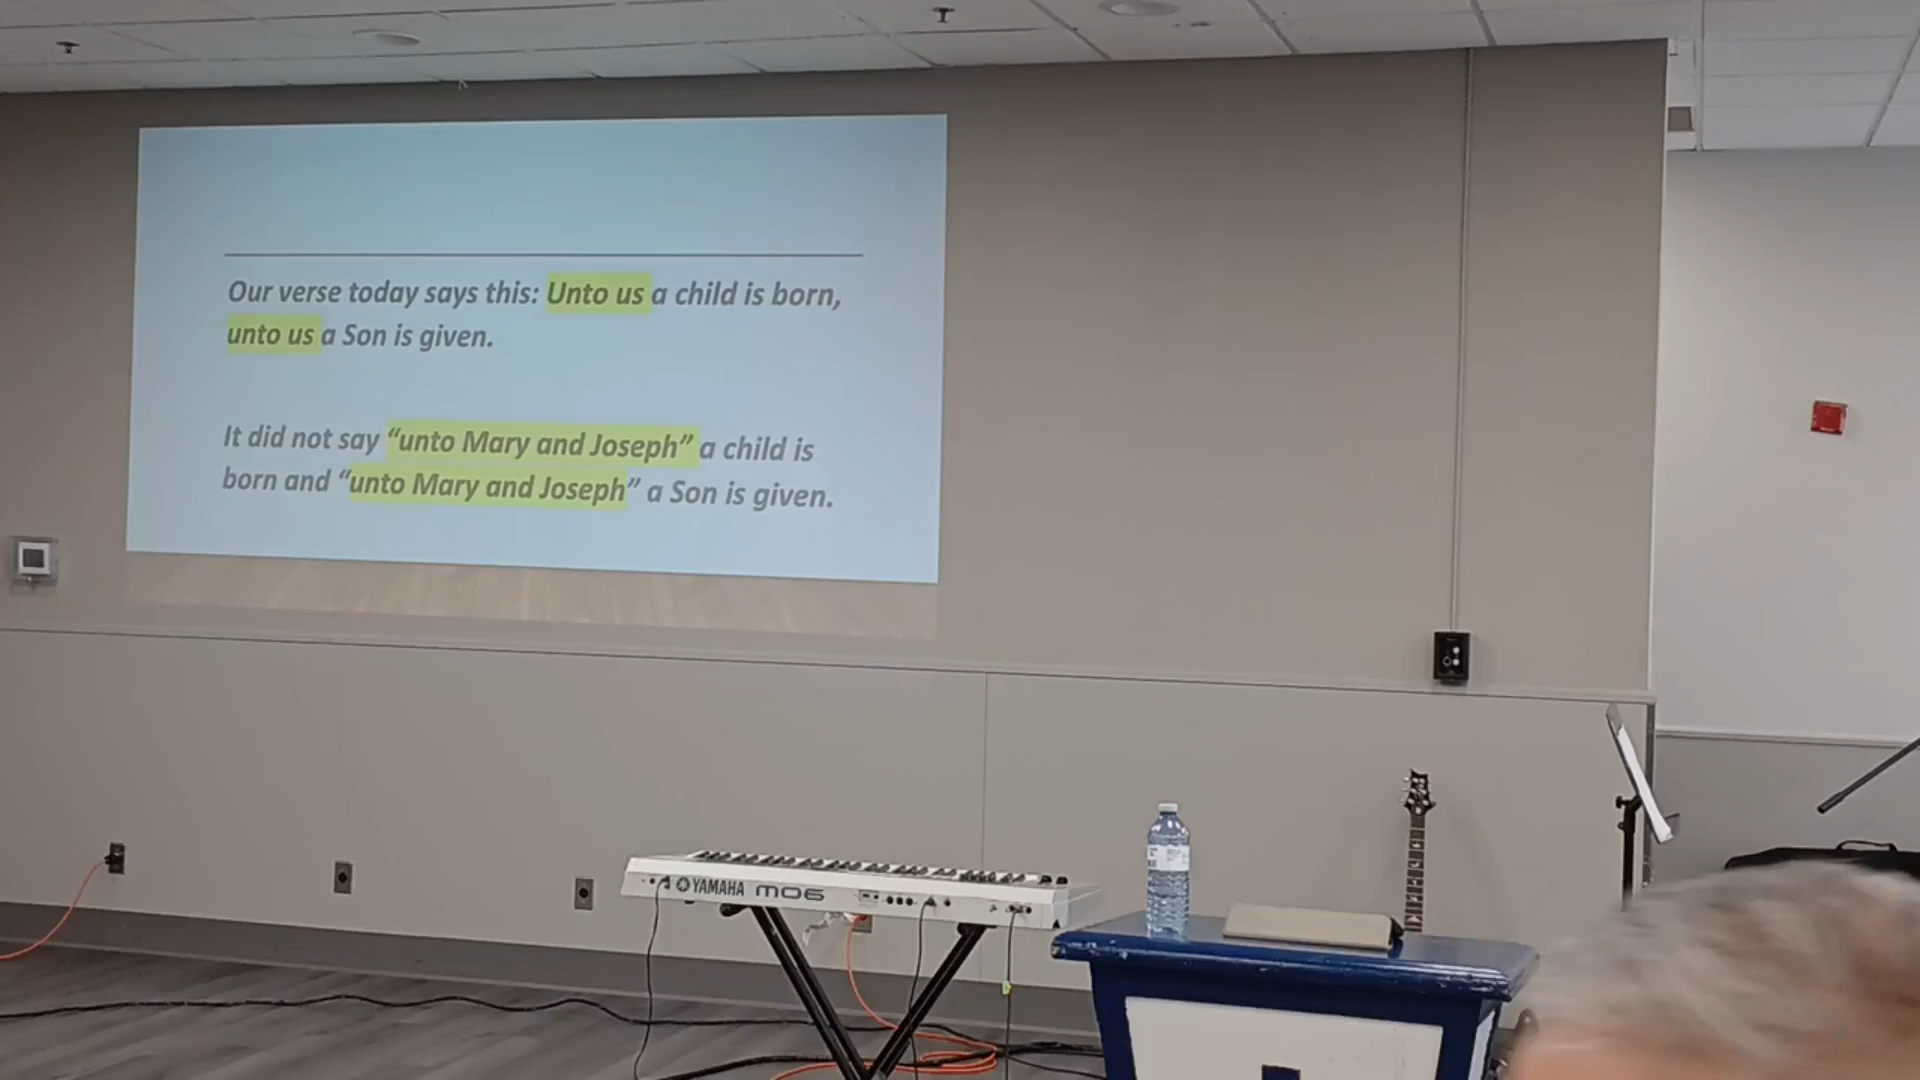 Our verse today says this: Unto us a child is born,
unto us a Son is given.
It did not say “unto Mary and Joseph” a child is
born and “unto Mary and Joseph” a Son is given.
YAMAHA MO6